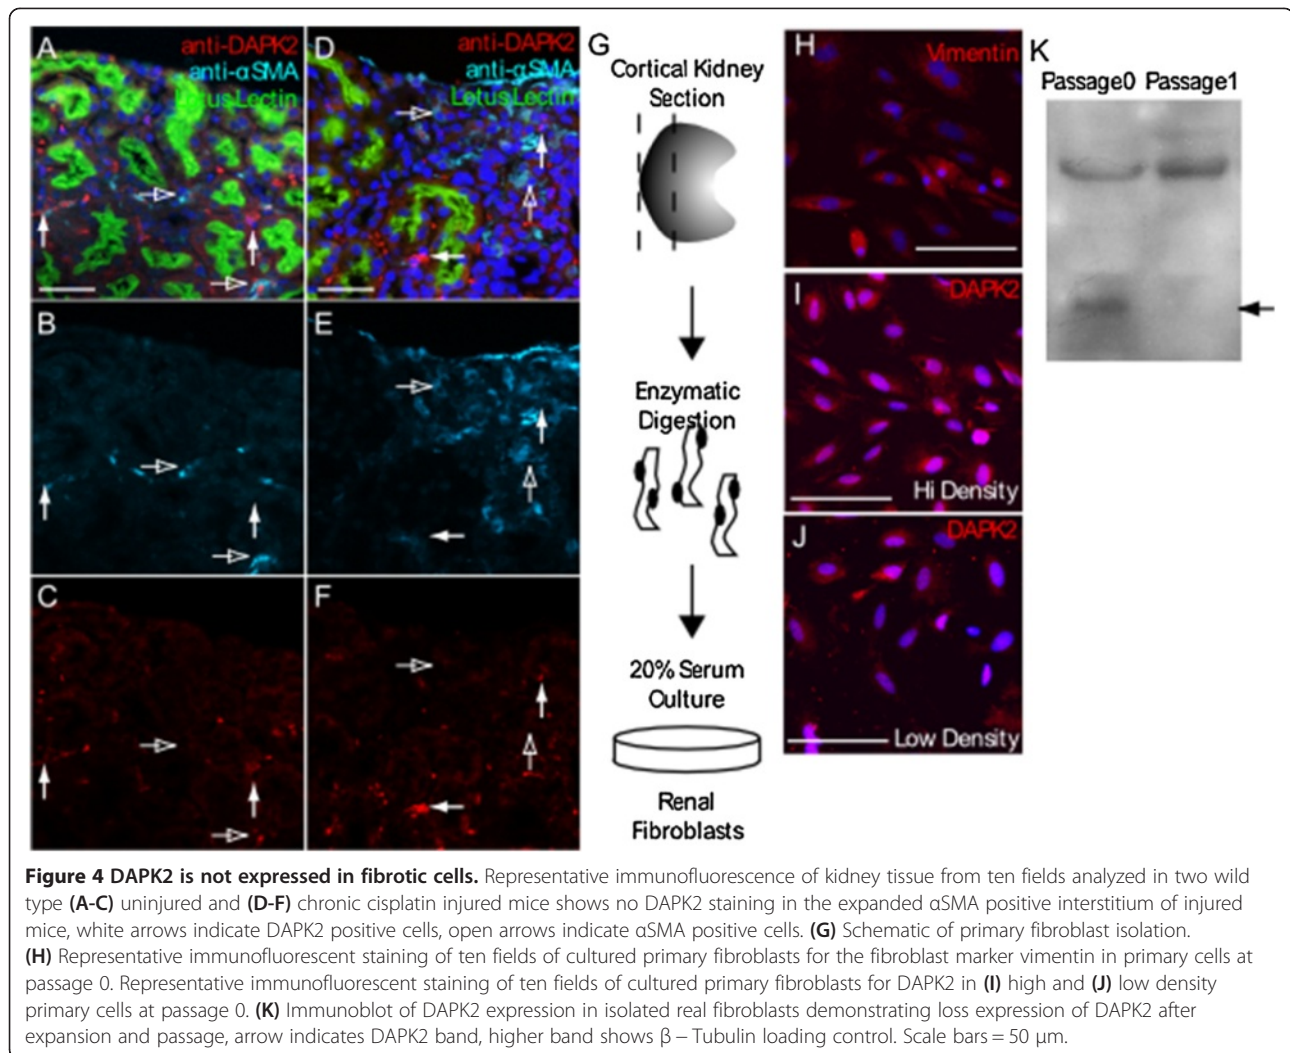 A
anti-DAPK2
anti-αSMA
Lotus Lectin
B
C
D
anti-DAPK2
anti-αSMA
Lotus Lectin
E
F
G
Cortical Kidney
Section
Enzymatic
Digestion
20% Serum
Culture
Renal
Fibroblasts
H
Vimentin
I
DAPK2
Hi Density
J
DAPK2
Low Density
K
Passage0 Passage1
Figure 4 DAPK2 is not expressed in fibrotic cells. Representative immunofluorescence of kidney tissue from ten fields analyzed in two wild
type (A-C) uninjured and (D-F) chronic cisplatin injured mice shows no DAPK2 staining in the expanded αSMA positive interstitium of injured
mice, white arrows indicate DAPK2 positive cells, open arrows indicate αSMA positive cells. (G) Schematic of primary fibroblast isolation.
(H) Representative immunofluorescent staining of ten fields of cultured primary fibroblasts for the fibroblast marker vimentin in primary cells at
passage 0. Representative immunofluorescent staining of ten fields of cultured primary fibroblasts for DAPK2 in (I) high and (J) low density
primary cells at passage 0. (K) Immunoblot of DAPK2 expression in isolated real fibroblasts demonstrating loss expression of DAPK2 after
expansion and passage, arrow indicates DAPK2 band, higher band shows β – Tubulin loading control. Scale bars = 50 μm.